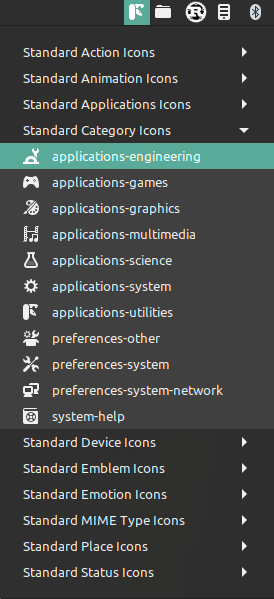 Standard Action Icons
Standard Animation Icons
Standard Applications Icons
Standard Category Icons
applications-engineering
applications-games
applications-graphics
applications-multimedia
applications-science
applications-system
applications-utilities
preferences-other
preferences-system
preferences-system-network
system-help
Standard Device Icons
Standard Emblem Icons
Standard Emotion Icons
Standard MIME Type Icons
Standard Place Icons
Standard Status Icons